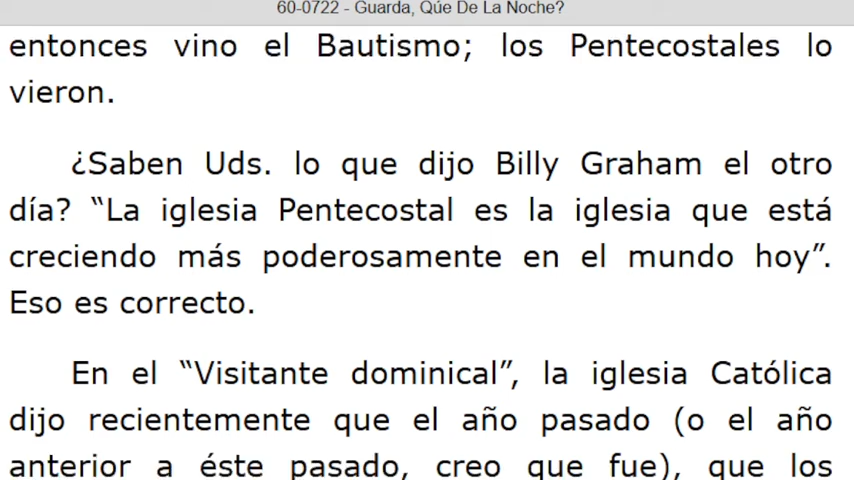 60-0722 - Guarda, Qúe De La Noche?
entonces vino el Bautismo; los Pentecostales lo
vieron.
¿Saben Uds. lo que dijo Billy Graham el otro
día? “La iglesia Pentecostal es la iglesia que está
creciendo más poderosamente en el mundo hoy”.
Eso es correcto.
En el “Visitante dominical”, la iglesia Católica
dijo recientemente que el año pasado (o el año
anterior a éste pasado, creo que fue), que los